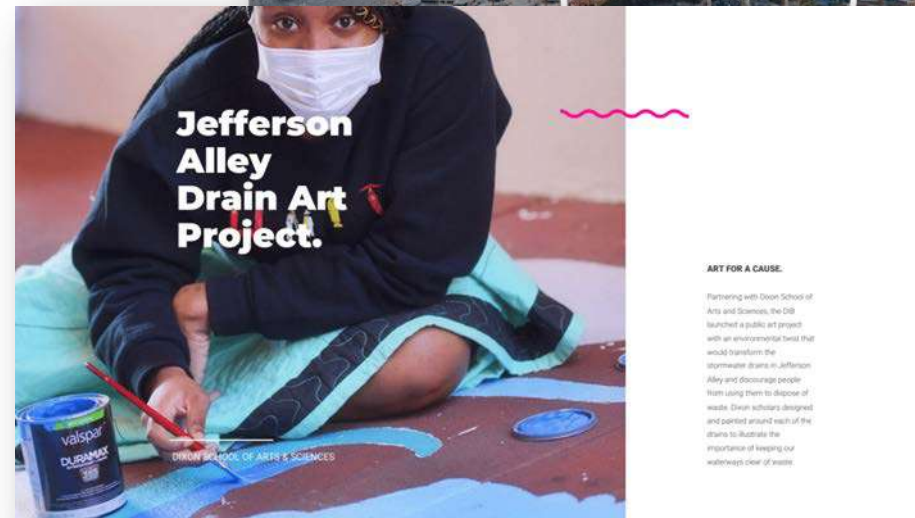 Jefferson
Alley
Drain Art
Project.
DIXON SCHOOL OF ARTS & SCIENCES
valspar
DURAMAX
ART FOR A CAUSE.
Partnering with Dixon School of
Arts and Sciences, the DIB
launched a public art project
with an environmental twist that
would transform the
stormwater drains in Jefferson
Alley and discourage people
from using them to dispose of
waste. Dixon scholars designed
and painted around each of the
drains to illustrate the
importance of keeping our
waterways clear of waste.